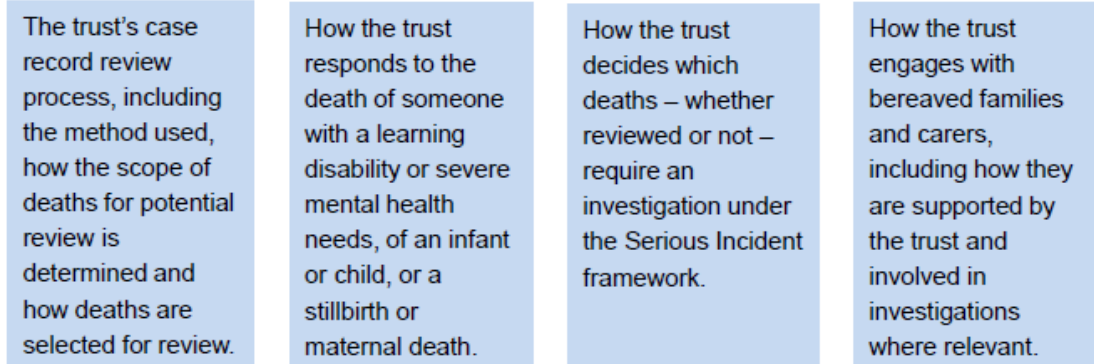 The trust's case
record review
process, including
the method used,
how the scope of
deaths for potential
review is
determined and
how deaths are
selected for review.
How the trust
responds to the
death of someone
with a learning
disability or severe
mental health
needs, of an infant
or child, or a
stillbirth or
maternal death.
How the trust
decides which
deaths – whether
reviewed or not –
require an
investigation under
the Serious Incident
framework.
How the trust
engages with
bereaved families
and carers,
including how they
are supported by
the trust and
involved in
investigations
where relevant.